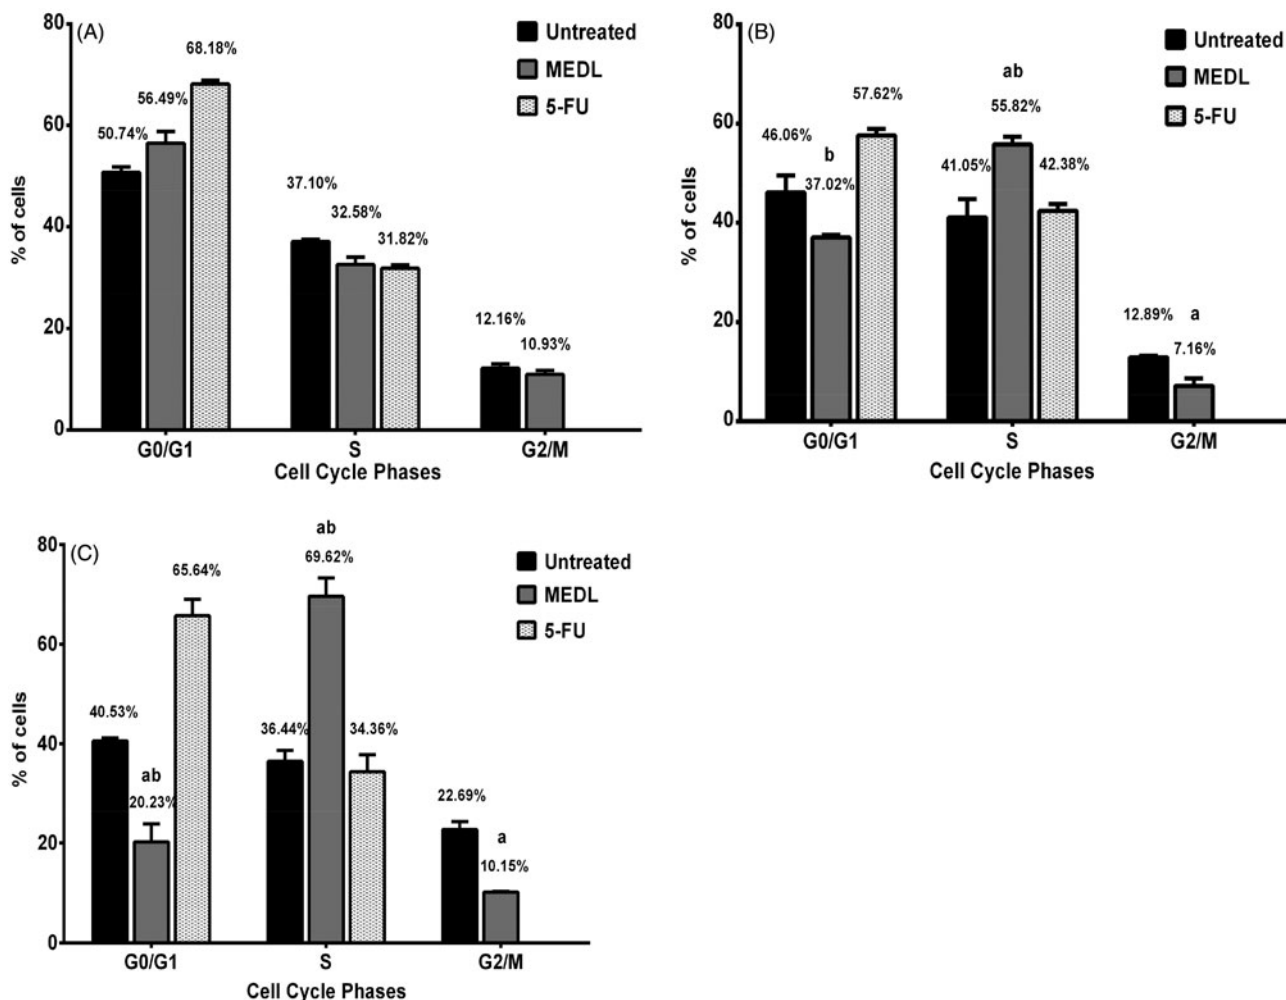 (A)
Untreated
MEDL
5-FU
80
60
40
20
0
% of cells
50.74%
56.49%
68.18%
37.10%
32.58%
31.82%
12.16%
10.93%
G0/G1 S G2/M
Cell Cycle Phases
(B)
Untreated
MEDL
5-FU
80
60
40
20
0
% of cells
46.06%
b
37.02%
57.62%
41.05%
ab
55.82%
42.38%
12.89%
a
7.16%
G0/G1 S G2/M
Cell Cycle Phases
(C)
Untreated
MEDL
5-FU
80
60
40
20
0
% of cells
40.53%
ab
20.23%
65.64%
36.44%
ab
69.62%
34.36%
22.69%
a
10.15%
G0/G1 S G2/M
Cell Cycle Phases